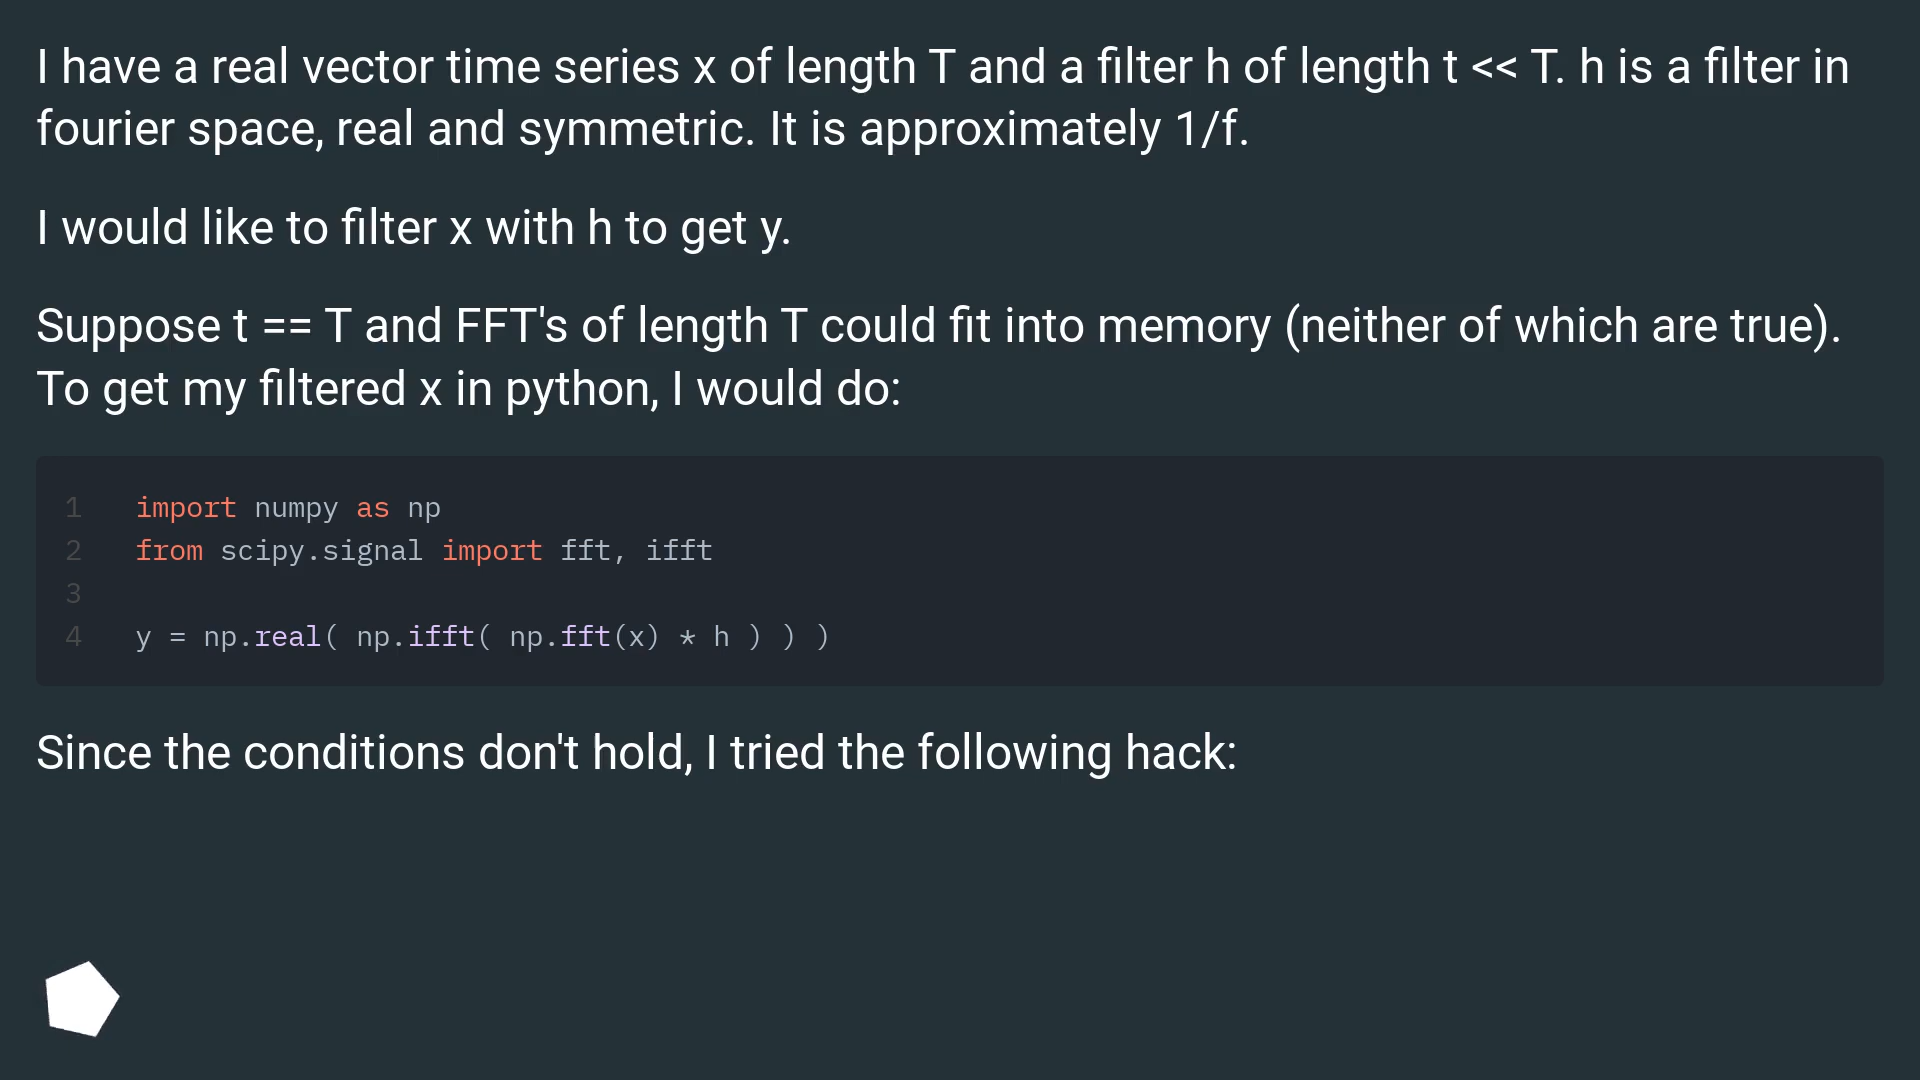 I have a real vector time series x of length T and a filter h of length t << T. h is a filter in
fourier space, real and symmetric. It is approximately 1/f.
I would like to filter x with h to get y.
Suppose t == T and FFT's of length T could fit into memory (neither of which are true).
To get my filtered x in python, I would do:
1 import numpy as np
2 from scipy.signal import fft, ifft
3
4 y = np.real( np.ifft( np.fft(x) * h ) ) )
Since the conditions don't hold, I tried the following hack: